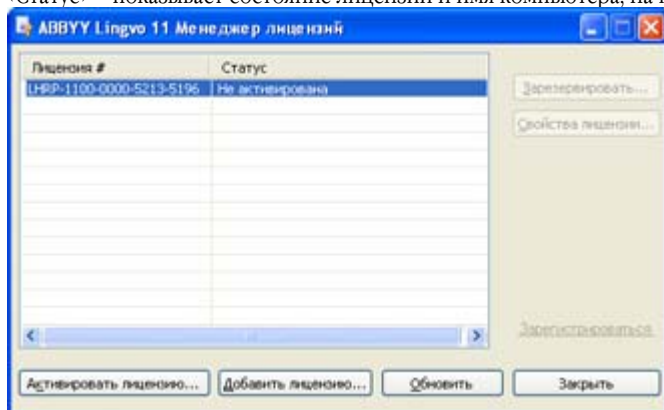 «Статус» – показывает состояние лицензии и имя компьютера, на
ABBYY Lingvo 11 Менеджер лицензий
Лицензия # Статус
LHRP-1100-0000-5213-5196 Не активирована
Зарезервировать...
Свойства лицензии...
Зарегистрироваться
Активировать лицензию... Добавить лицензию... Обновить Закрыть